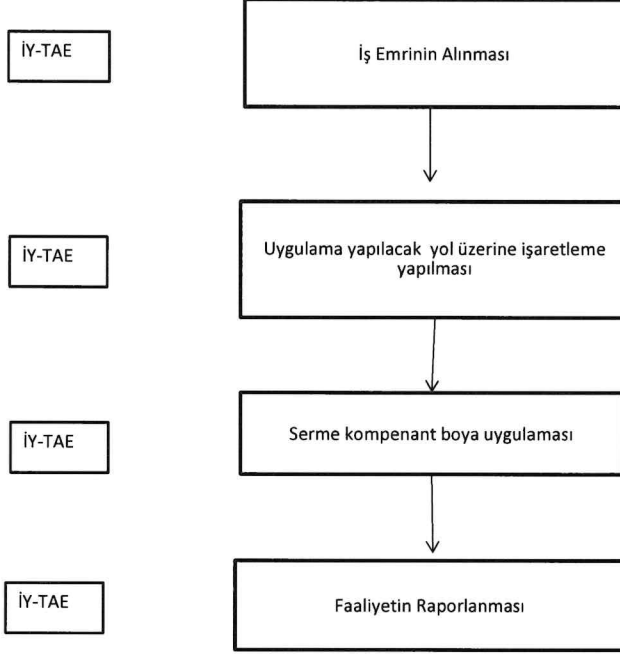 İY-TAE
İş Emrinin Alınması
İY-TAE
Uygulama yapılacak yol üzerine işaretleme
yapılması
İY-TAE
Serme kompenant boya uygulaması
İY-TAE
Faaliyetin Raporlanması